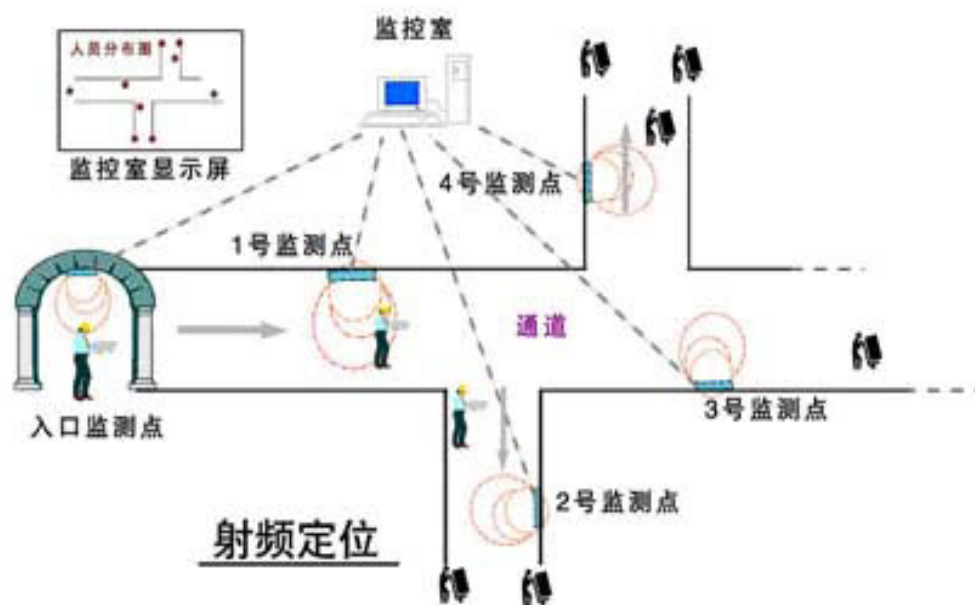 监控室
人员分布图
监控室显示屏
4号监测点
1号监测点
通道
3号监测点
入口监测点
2号监测点
射频定位